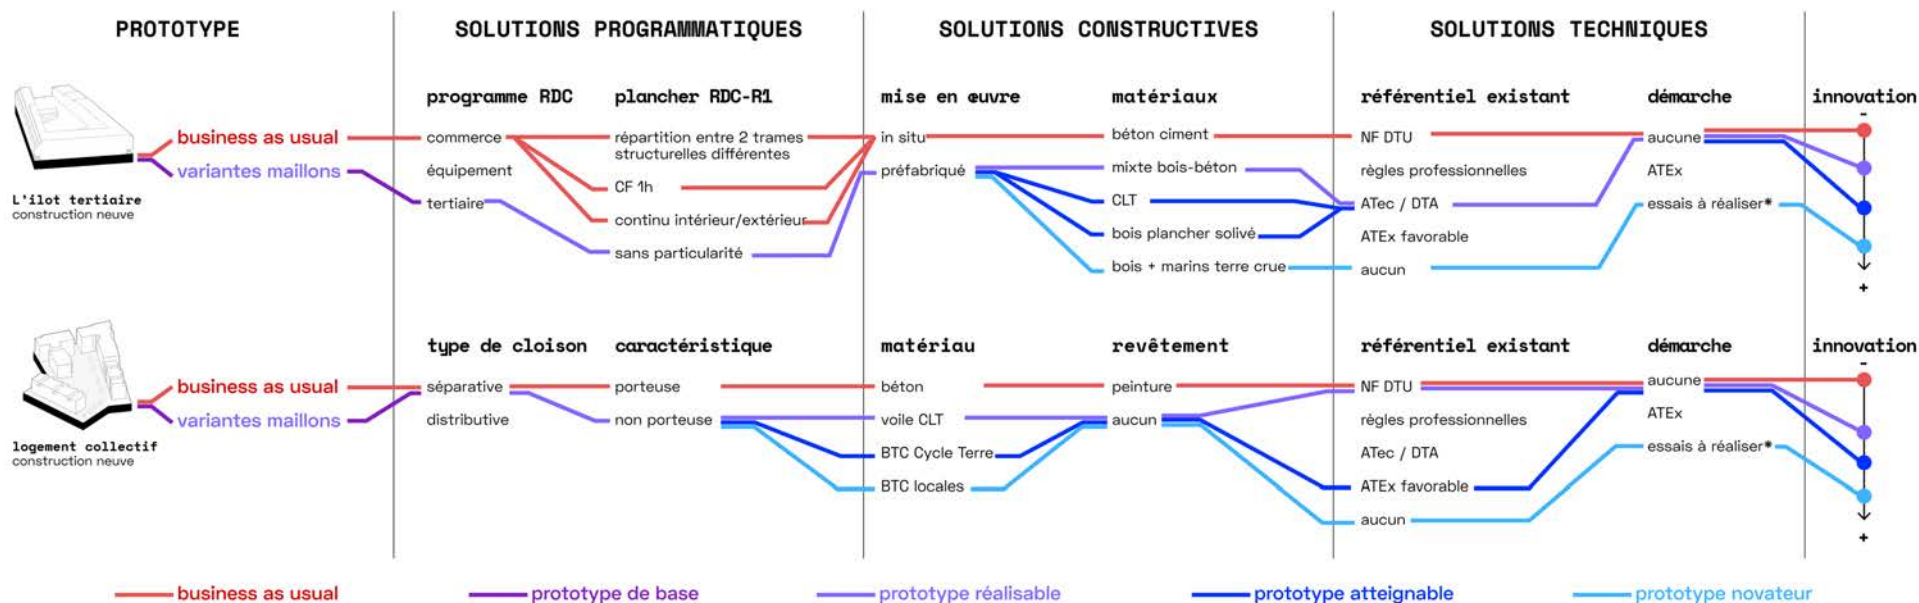 PROTOTYPE
SOLUTIONS PROGRAMMATIQUES
SOLUTIONS CONSTRUCTIVES
SOLUTIONS TECHNIQUES
programme RDC
plancher RDC-R1
mise en œuvre
matériaux
référentiel existant
démarche
innovation
-
business as usual
commerce
répartition entre 2 trames
structurelles différentes
in situ
béton ciment
NF DTU
aucune
variantes maillons
équipement
préfabriqué
mixte bois-béton
règles professionnelles
ATEx
CF 1h
L'ilot tertiaire
construction neuve
tertiaire
CLT
ATec / DTA
essais à réaliser*
continu intérieur/extérieur
bois plancher solivé
ATEx favorable
sans particularité
bois + marins terre crue
aucun
+
type de cloison
caractéristique
matériau
revêtement
référentiel existant
démarche
innovation
-
business as usual
séparative
porteuse
béton
peinture
NF DTU
aucune
variantes maillons
distributive
non porteuse
voile CLT
aucun
règles professionnelles
ATEx
logement collectif
construction neuve
BTC Cycle Terre
ATec / DTA
essais à réaliser*
BTC locales
ATEx favorable
aucun
+
business as usual
prototype de base
prototype réalisable
prototype atteignable
prototype novateur